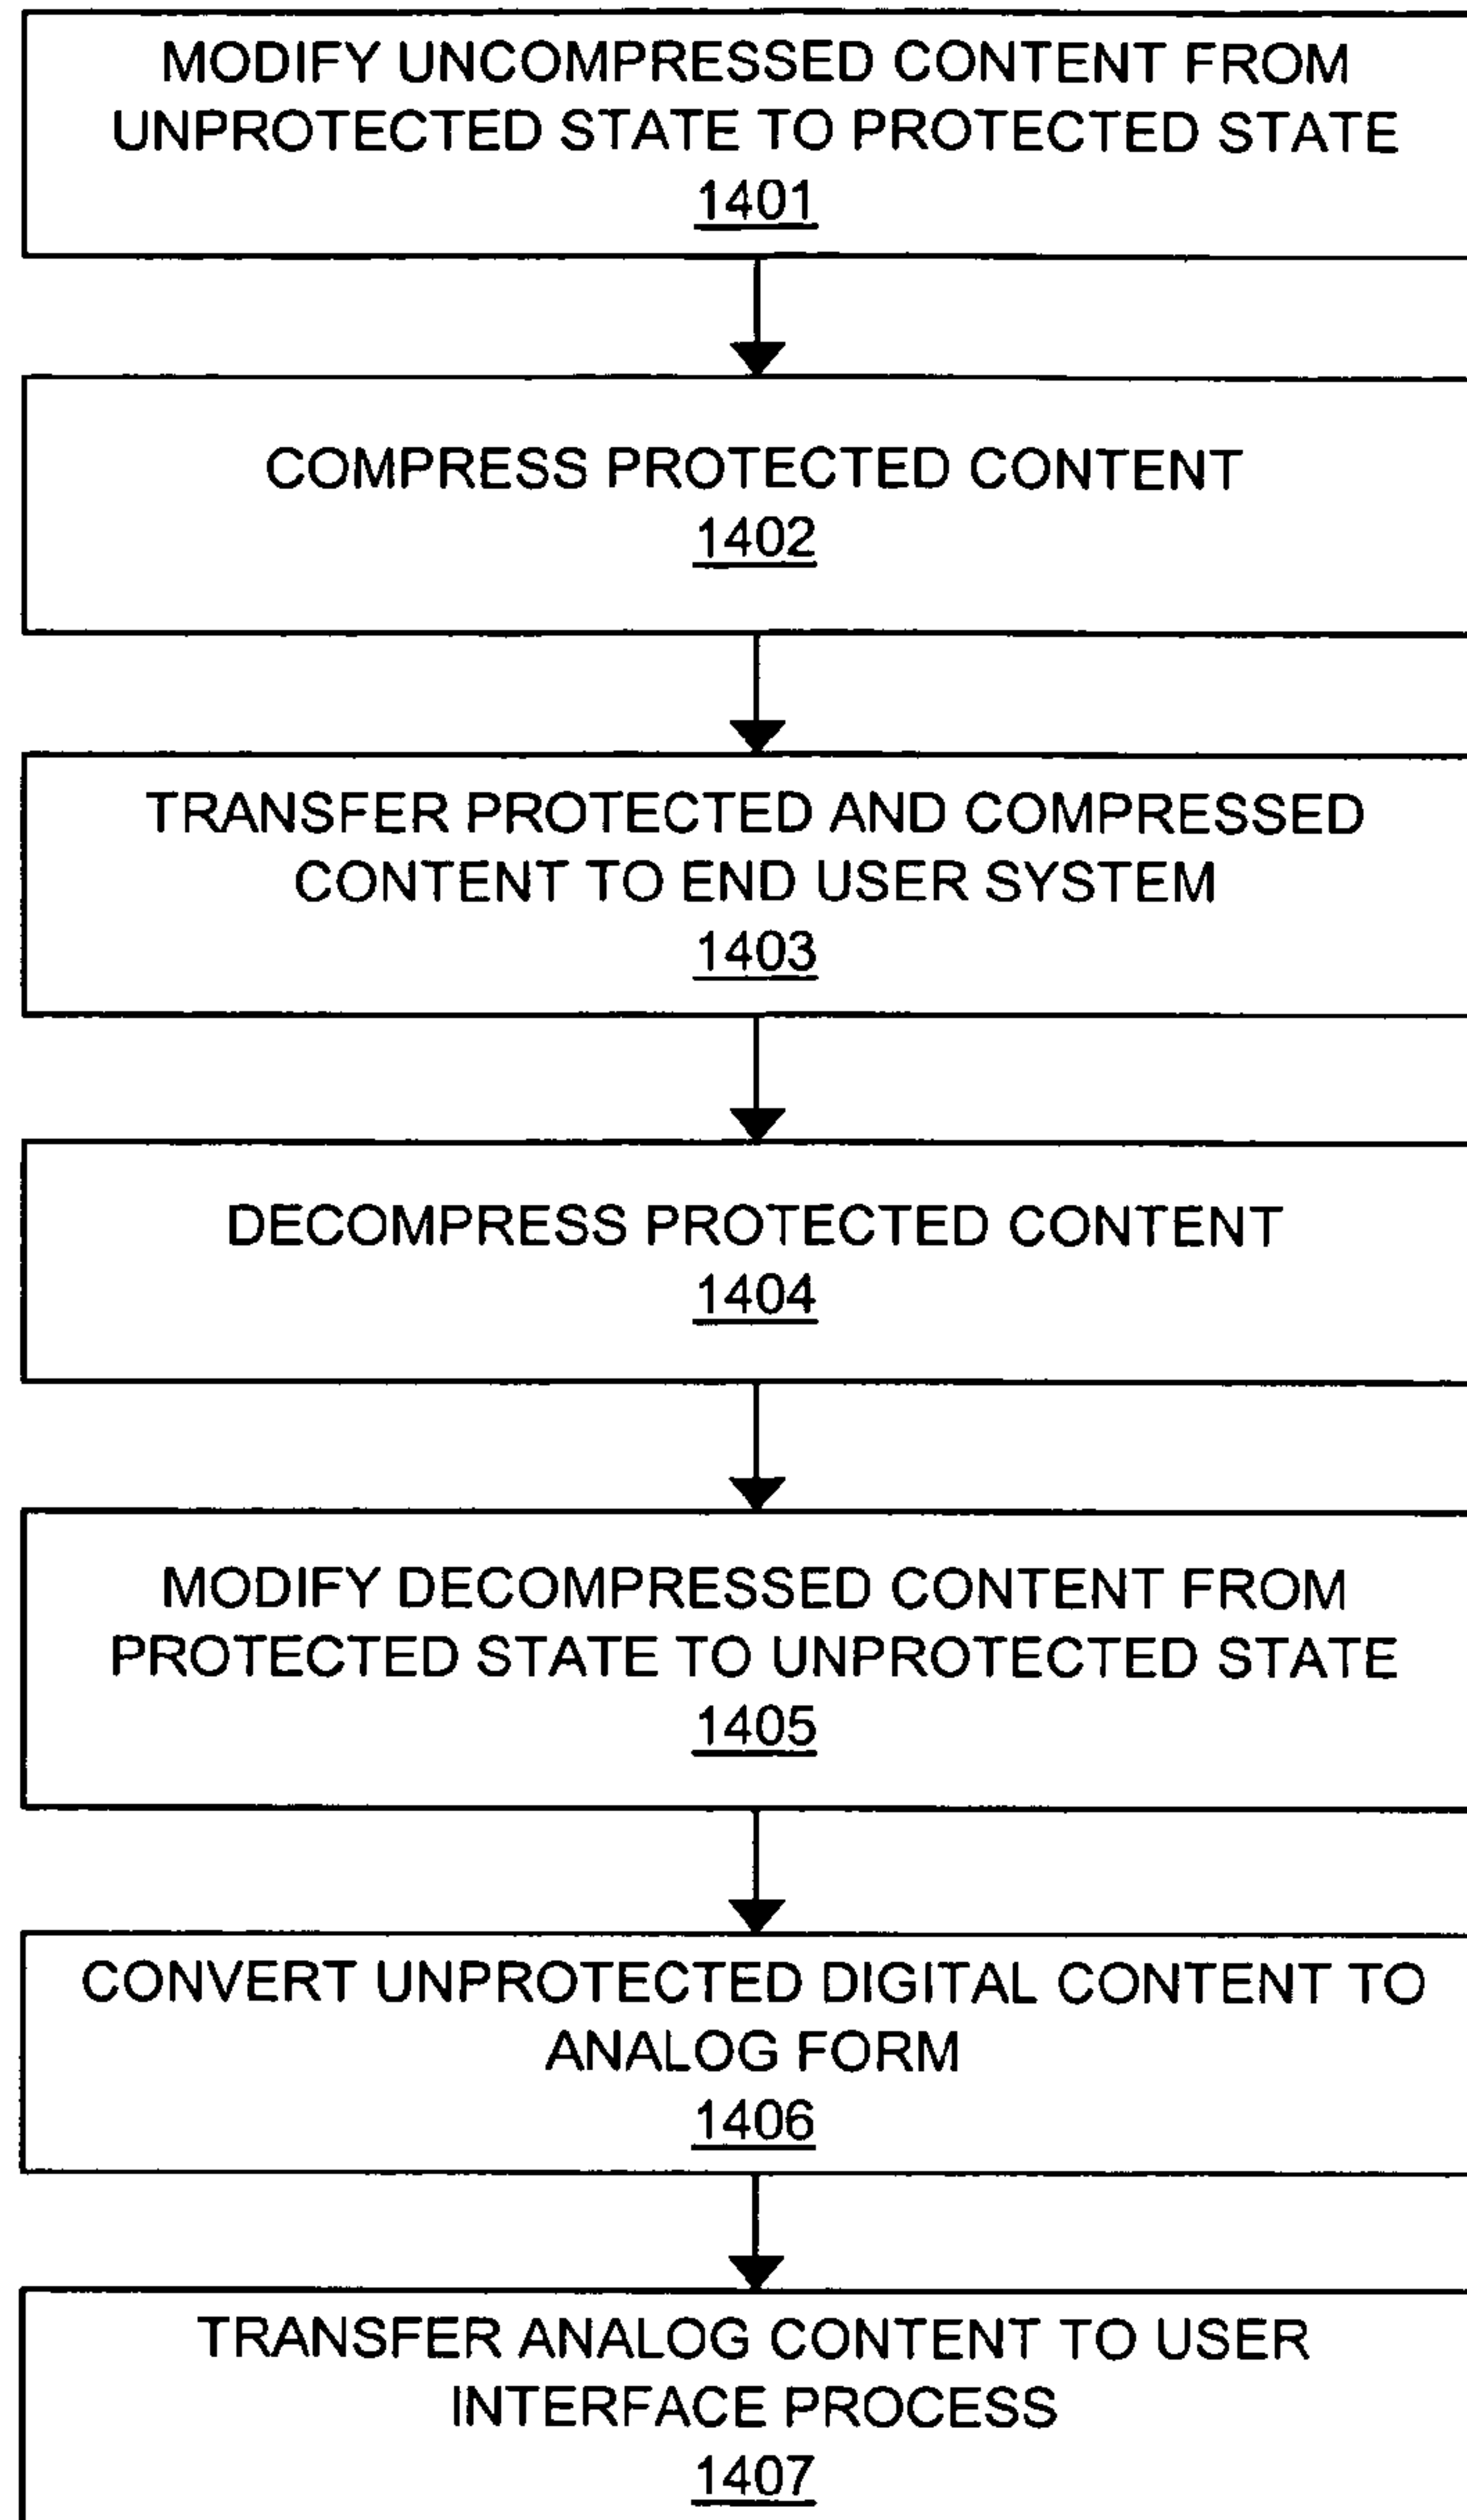 MODIFY UNCOMPRESSED CONTENT FROM
UNPROTECTED STATE TO PROTECTED STATE
1401
COMPRESS PROTECTED CONTENT
1402
TRANSFER PROTECTED AND COMPRESSED
CONTENT TO END USER SYSTEM
1403
DECOMPRESS PROTECTED CONTENT
1404
MODIFY DECOMPRESSED CONTENT FROM
PROTECTED STATE TO UNPROTECTED STATE
1405
CONVERT UNPROTECTED DIGITAL CONTENT TO
ANALOG FORM
1406
TRANSFER ANALOG CONTENT TO USER
INTERFACE PROCESS
1407